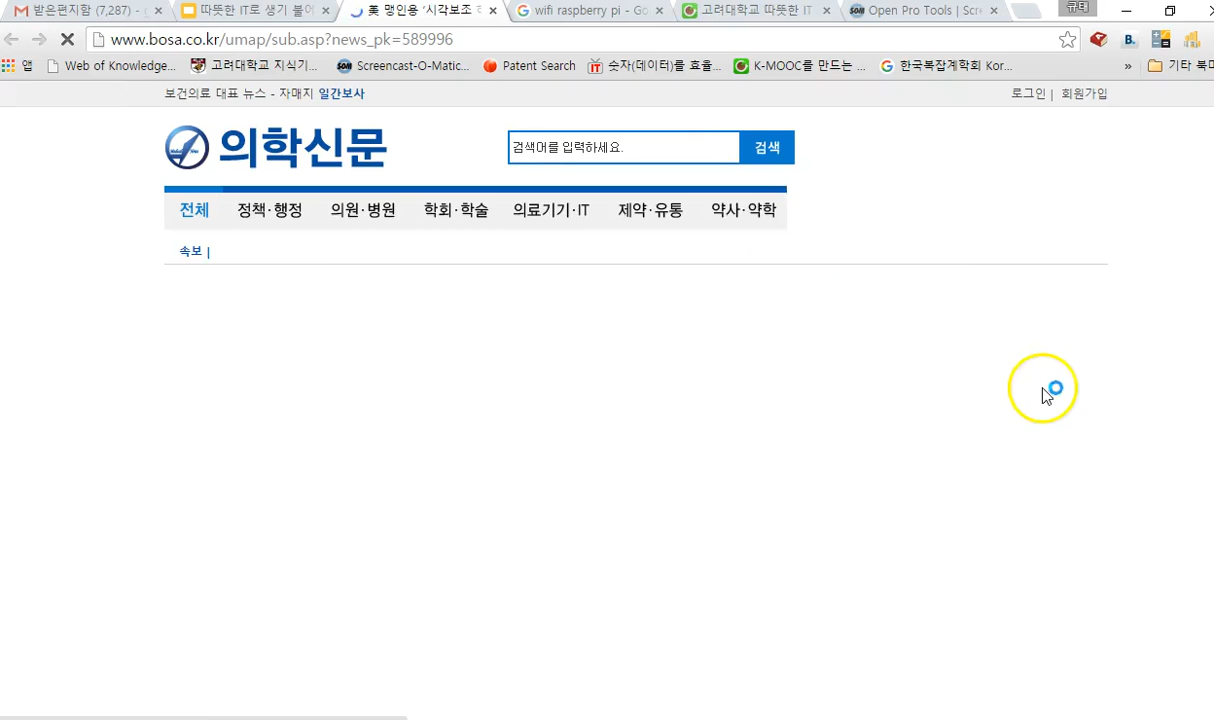 받은편지함 (7,287) -
따뜻한 IT로 생기 불어
美 맹인용 '시각보조
wifi raspberry pi - Go
고려대학교 따뜻한 IT
Open Pro Tools | Scr
규태
www.bosa.co.kr/umap/sub.asp?news_pk=589996
앱
Web of Knowledge...
고려대학교 지식기...
Screencast-O-Matic...
Patent Search
숫자(데이터)를 효율...
K-MOOC를 만드는 ...
한국복잡계학회 Kor...
»
기타 북마
보건의료 대표 뉴스 - 자매지 일간보사
로그인 | 회원가입
의학신문
검색어를 입력하세요.
검색
전체 정책·행정 의원·병원 학회·학술 의료기기·IT 제약·유통 약사·약학
속보 |